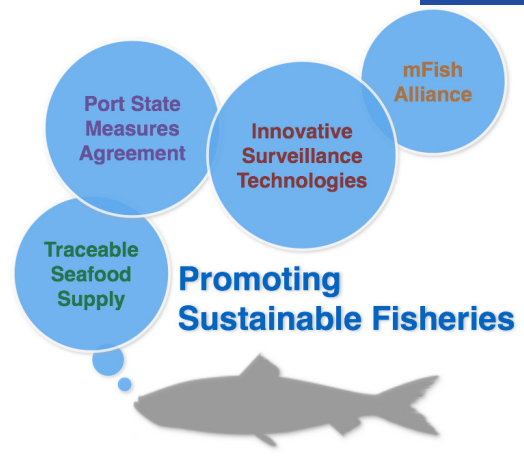 mFish
Alliance
Port State
Measures
Agreement
Innovative
Surveillance
Technologies
Traceable
Seafood
Supply
Promoting
Sustainable Fisheries